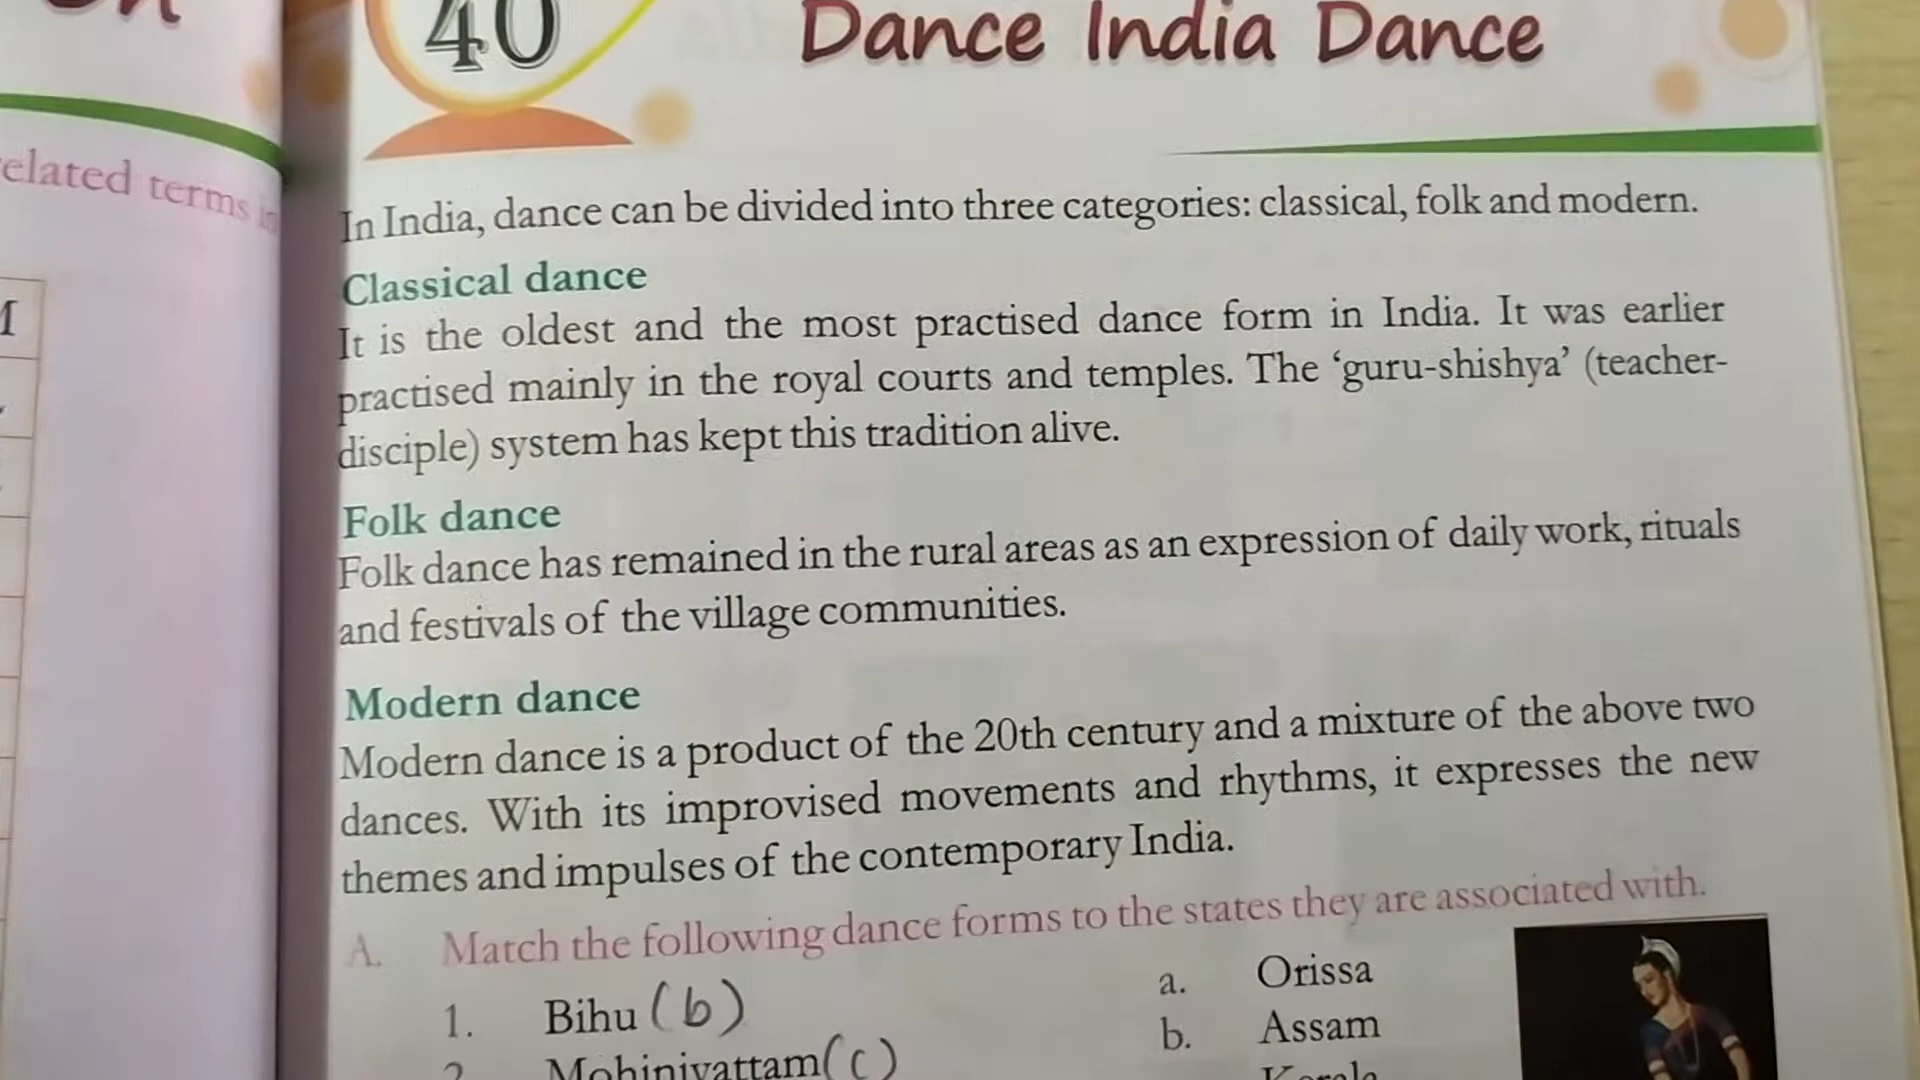 40
Dance India Dance
elated terms in
In India, dance can be divided into three categories: classical, folk and modern.
Classical dance
It is the oldest and the most practised dance form in India. It was earlier
practised mainly in the royal courts and temples. The ‘guru-shishya’ (teacher-
disciple) system has kept this tradition alive.
Folk dance
Folk dance has remained in the rural areas as an expression of daily work, rituals
and festivals of the village communities.
Modern dance
Modern dance is a product of the 20th century and a mixture of the above two
dances. With its improvised movements and rhythms, it expresses the new
themes and impulses of the contemporary India.
A. Match the following dance forms to the states they are associated with.
1. Bihu (b) a. Orissa
2. Mohiniyattam (c) b. Assam
Kerala